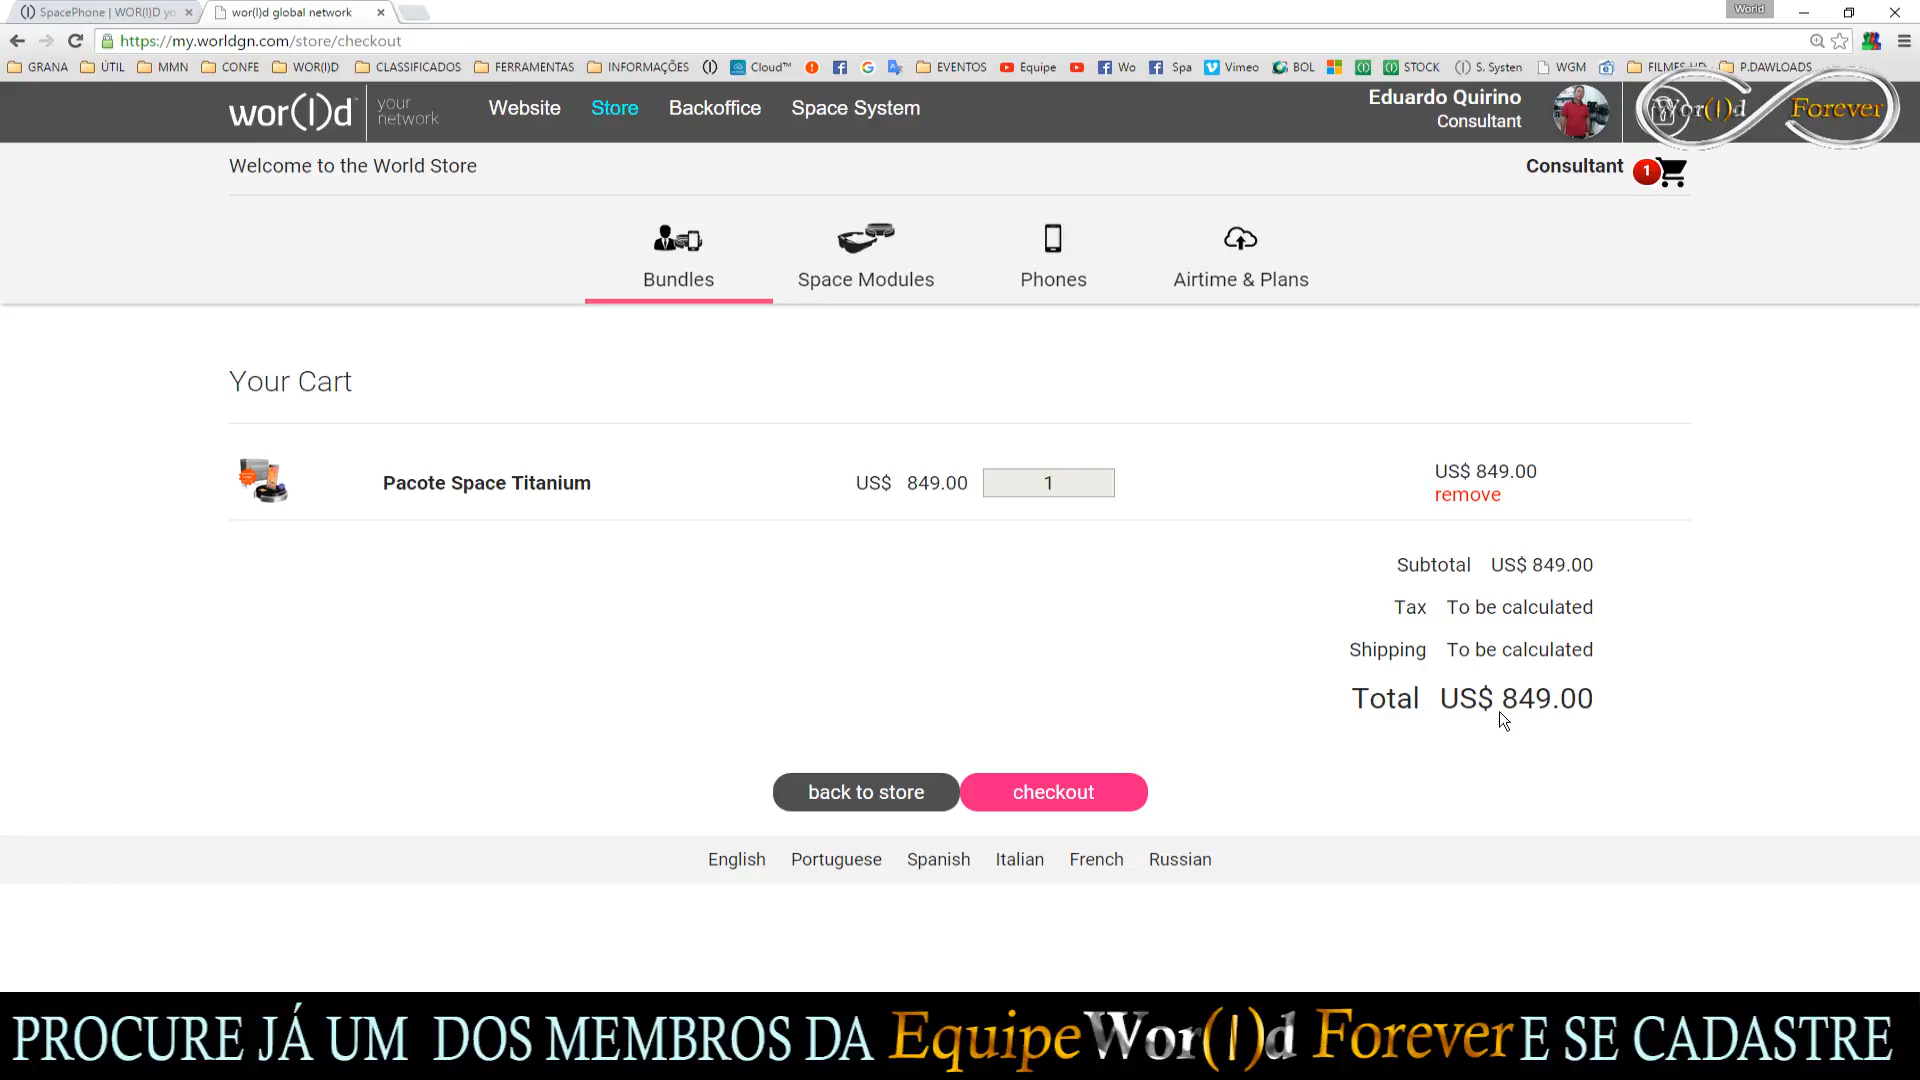 SpacePhone | WOR(I)D yo
wor(l)d global network
World
https://my.worldgn.com/store/checkout
GRANA ÚTIL MMN CONFE WOR(I)D CLASSIFICADOS FERRAMENTAS INFORMAÇÕES Cloud™ EVENTOS Equipe Wo Spa Vimeo BOL STOCK S. Systen WGM FILMES HD P.DAWLOADS
wor(l)d™ your network
Website Store Backoffice Space System
Eduardo Quirino
Consultant
Wor(l)d Forever
Welcome to the World Store
Consultant 1
Bundles Space Modules Phones Airtime & Plans
Your Cart
Pacote Space Titanium US$ 849.00 1 US$ 849.00
remove
Subtotal US$ 849.00
Tax To be calculated
Shipping To be calculated
Total US$ 849.00
back to store checkout
English Portuguese Spanish Italian French Russian
PROCURE JÁ UM DOS MEMBROS DA Equipe Wor(l)d Forever E SE CADASTRE